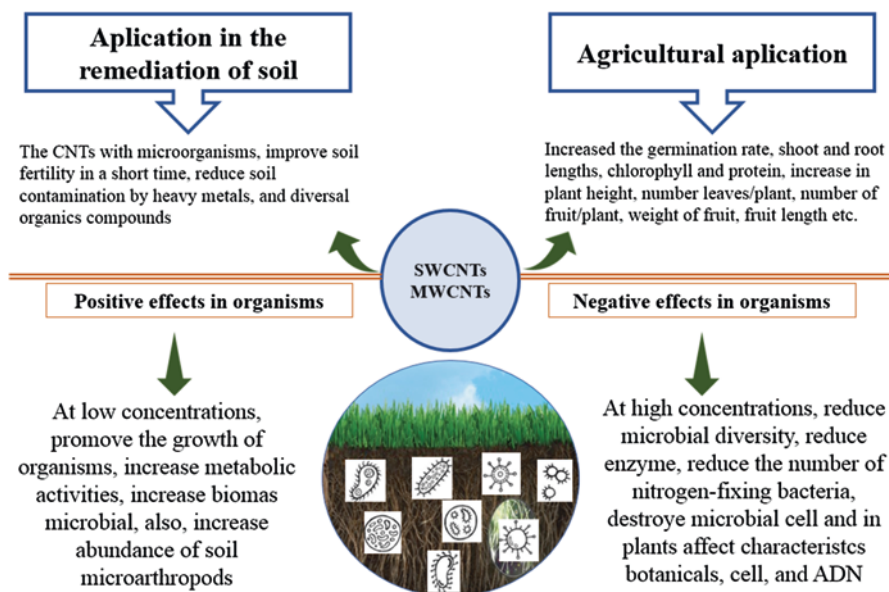 Aplication in the
remediation of soil
Agricultural aplication
The CNTs with microorganisms, improve soil
fertility in a short time, reduce soil
contamination by heavy metals, and diversal
organics compounds
Increased the germination rate, shoot and root
lengths, chlorophyll and protein, increase in
plant height, number leaves/plant, number of
fruit/plant, weight of fruit, fruit length etc.
SWCNTs
MWCNTs
Positive effects in organisms
Negative effects in organisms
At low concentrations,
promote the growth of
organisms, increase metabolic
activities, increase biomas
microbial, also, increase
abundance of soil
microarthropods
At high concentrations, reduce
microbial diversity, reduce
enzyme, reduce the number of
nitrogen-fixing bacteria,
destroye microbial cell and in
plants affect characteristcs
botanicals, cell, and ADN